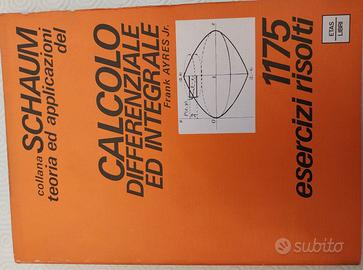 collana SCHAUM
teoria ed applicazioni
del
CALCOLO
DIFFERENZIALE
ED INTEGRALE
Frank AYRES Jr.
1175
esercizi risolti
ETAS
LIBRI
subito